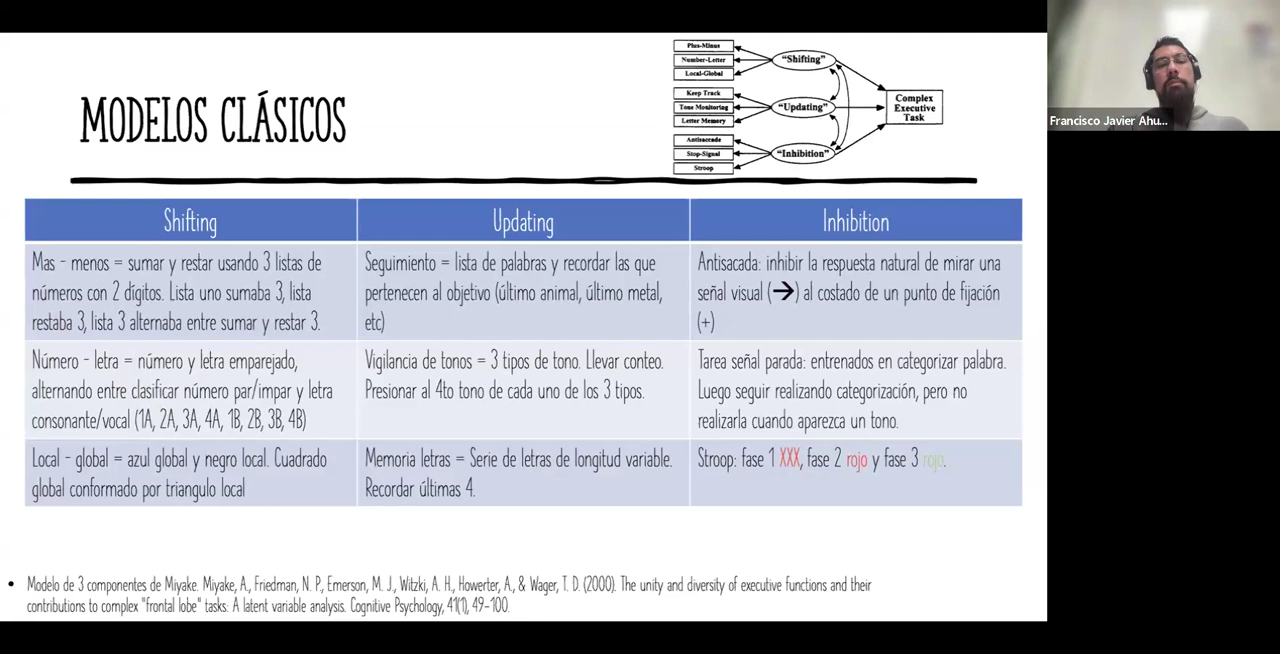 MODELOS CLÁSICOS
Plus-Minus
Number-Letter
Local-Global
Keep Track
Tone Monitoring
Letter Memory
Antisaccade
Stop-Signal
Stroop
"Shifting"
"Updating"
"Inhibition"
Complex
Executive
Task
Francisco Javier Ahu...
Shifting
Updating
Inhibition
Mas - menos = sumar y restar usando 3 listas de
números con 2 dígitos. Lista uno sumaba 3, lista
restaba 3, lista 3 alternaba entre sumar y restar 3.
Seguimiento = lista de palabras y recordar las que
pertenecen al objetivo (último animal, último metal,
etc)
Antisacada: inhibir la respuesta natural de mirar una
señal visual (→) al costado de un punto de fijación
(+)
Número - letra = número y letra emparejado,
alternando entre clasificar número par/impar y letra
consonante/vocal (1A, 2A, 3A, 4A, 1B, 2B, 3B, 4B)
Vigilancia de tonos = 3 tipos de tono. Llevar conteo.
Presionar al 4to tono de cada uno de los 3 tipos.
Tarea señal parada: entrenados en categorizar palabra.
Luego seguir realizando categorización, pero no
realizarla cuando aparezca un tono.
Local - global = azul global y negro local. Cuadrado
global conformado por triangulo local
Memoria letras = Serie de letras de longitud variable.
Recordar últimas 4.
Stroop: fase 1 XXX, fase 2 rojo y fase 3 rojo.
• Modelo de 3 componentes de Miyake. Miyake, A., Friedman, N. P., Emerson, M. J., Witzki, A. H., Howerter, A., & Wager, T. D. (2000). The unity and diversity of executive functions and their
contributions to complex "frontal lobe" tasks: A latent variable analysis. Cognitive Psychology, 41(1), 49-100.